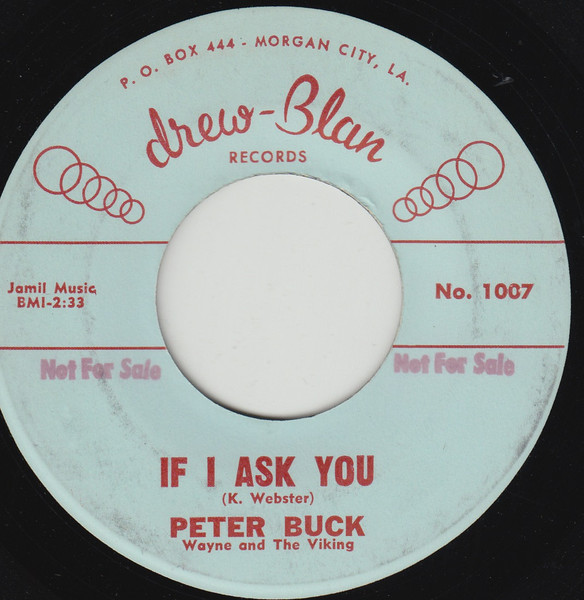 P. O. BOX 444 - MORGAN CITY, LA.
drew-Blan
RECORDS
Jamil Music
BMI-2:33
No. 1007
Not For Sale
Not For Sale
IF I ASK YOU
(K. Webster)
PETER BUCK
Wayne and The Viking